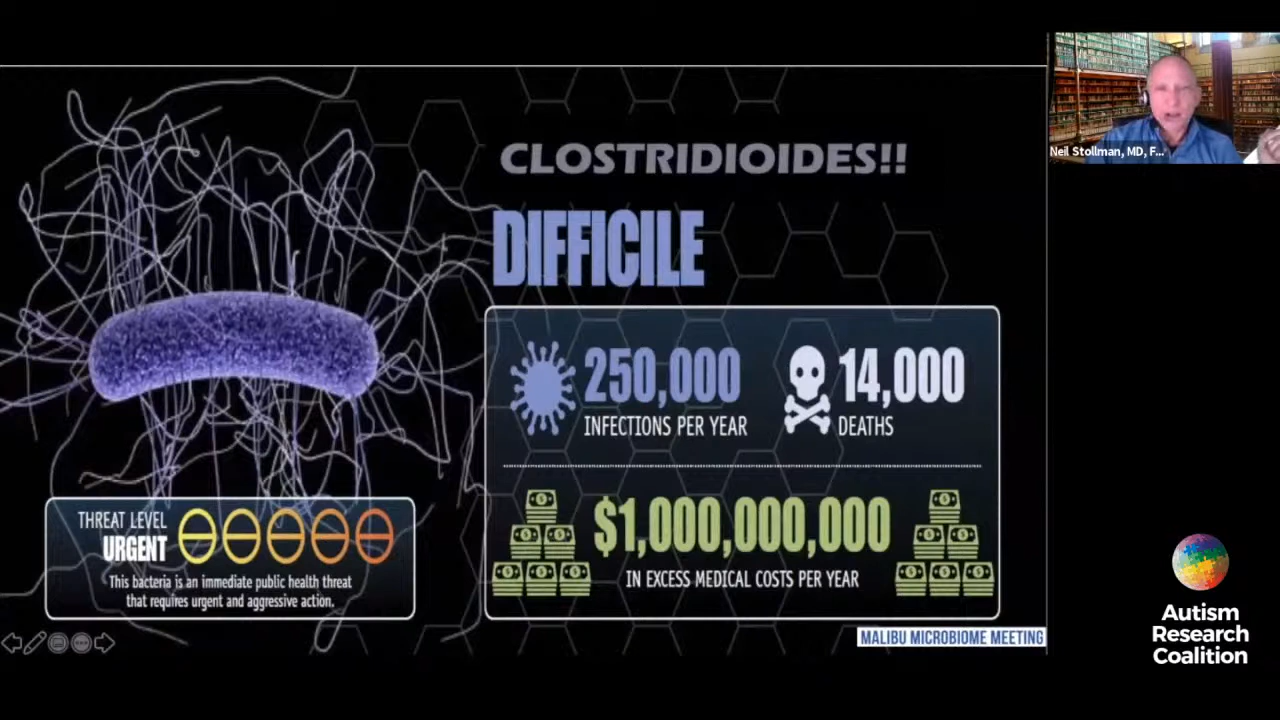 CLOSTRIDIOIDES!!
DIFFICILE
250,000
INFECTIONS PER YEAR
14,000
DEATHS
$1,000,000,000
IN EXCESS MEDICAL COSTS PER YEAR
THREAT LEVEL
URGENT
This bacteria is an immediate public health threat
that requires urgent and aggressive action.
MALIBU MICROBIOME MEETING
Neil Stollman, MD, F...
Autism
Research
Coalition